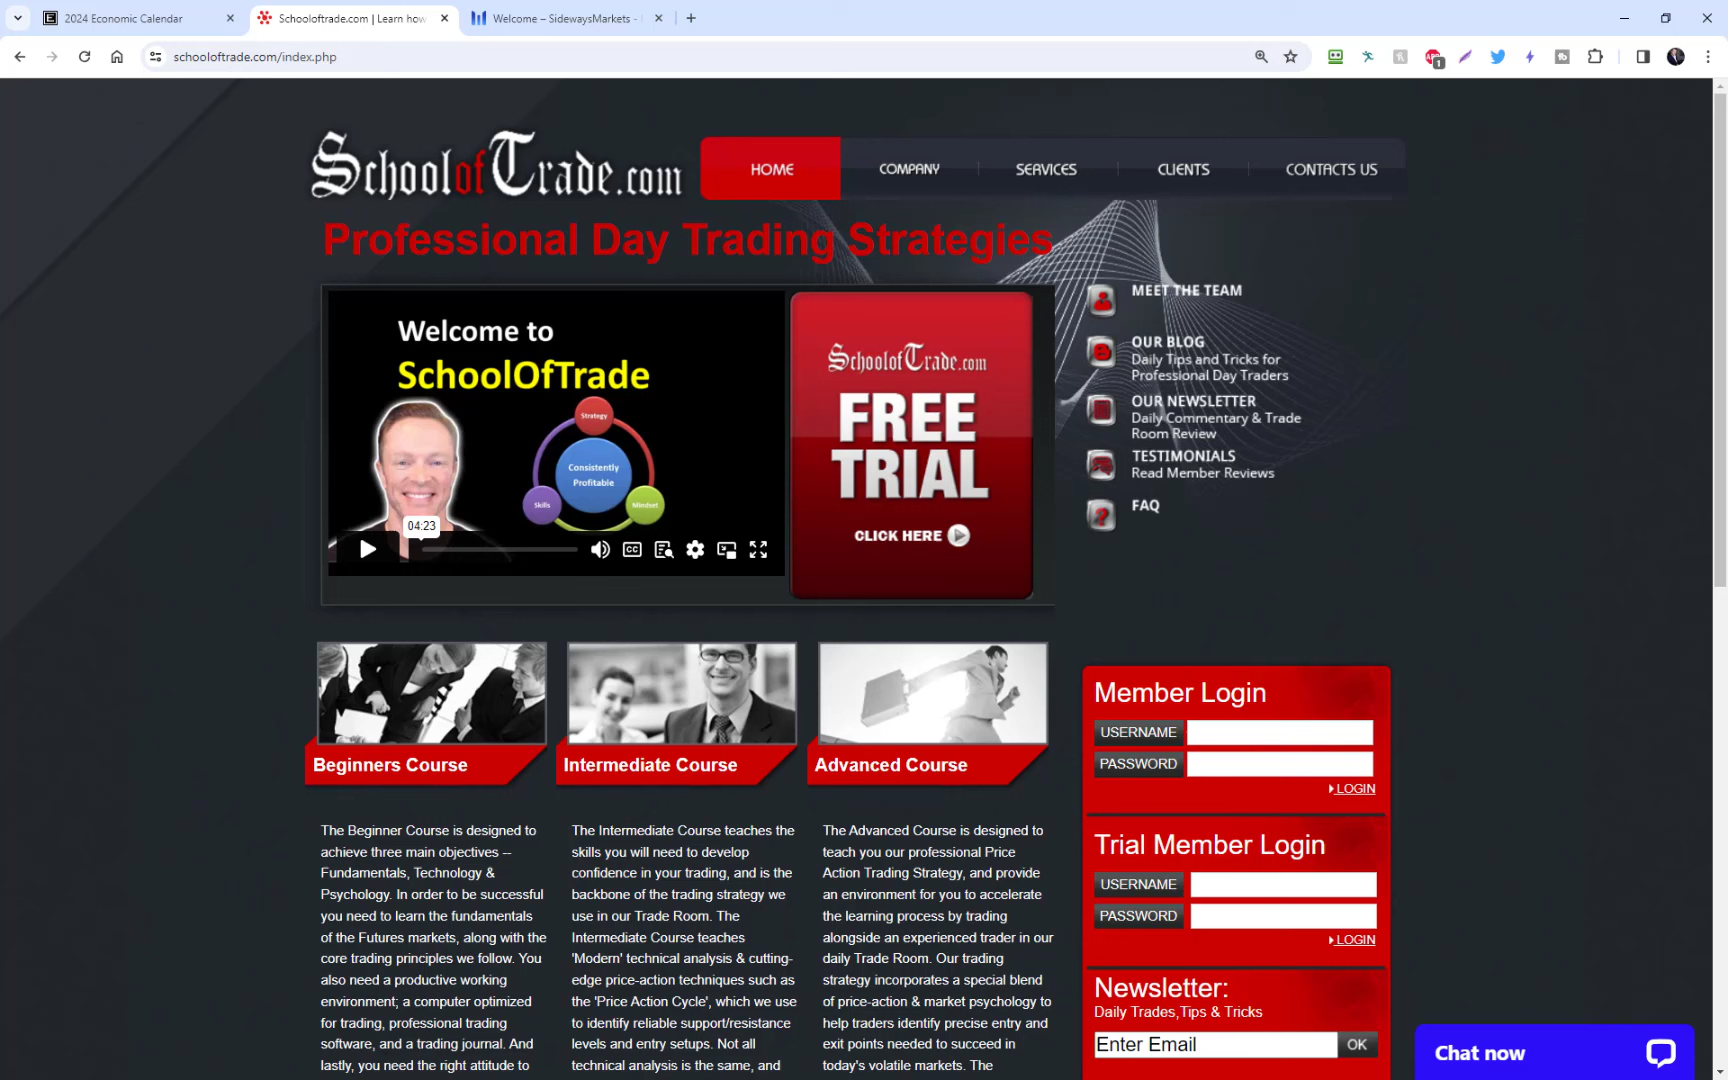 2024 Economic Calendar
Schooloftrade.com | Learn how
Welcome – SidewaysMarkets -
schooloftrade.com/index.php
1
SchoolofTrade.com
HOME
COMPANY
SERVICES
CLIENTS
CONTACTS US
Professional Day Trading Strategies
Welcome to
SchoolOfTrade
Strategy
Consistently
Profitable
Skills
Mindset
04:23
CC
SchoolofTrade.com
FREE
TRIAL
CLICK HERE
MEET THE TEAM
OUR BLOG
Daily Tips and Tricks for
Professional Day Traders
OUR NEWSLETTER
Daily Commentary & Trade
Room Review
TESTIMONIALS
Read Member Reviews
FAQ
Beginners Course
The Beginner Course is designed to
achieve three main objectives --
Fundamentals, Technology &
Psychology. In order to be successful
you need to learn the fundamentals
of the Futures markets, along with the
core trading principles we follow. You
also need a productive working
environment; a computer optimized
for trading, professional trading
software, and a trading journal. And
lastly, you need the right attitude to
Intermediate Course
The Intermediate Course teaches the
skills you will need to develop
confidence in your trading, and is the
backbone of the trading strategy we
use in our Trade Room. The
Intermediate Course teaches
'Modern' technical analysis & cutting-
edge price-action techniques such as
the 'Price Action Cycle', which we use
to identify reliable support/resistance
levels and entry setups. Not all
technical analysis is the same, and
Advanced Course
The Advanced Course is designed to
teach you our professional Price
Action Trading Strategy, and provide
an environment for you to accelerate
the learning process by trading
alongside an experienced trader in our
daily Trade Room. Our trading
strategy incorporates a special blend
of price-action & market psychology to
help traders identify precise entry and
exit points needed to succeed in
today's volatile markets. The
Member Login
USERNAME
PASSWORD
LOGIN
Trial Member Login
USERNAME
PASSWORD
LOGIN
Newsletter:
Daily Trades,Tips & Tricks
Enter Email
OK
Chat now